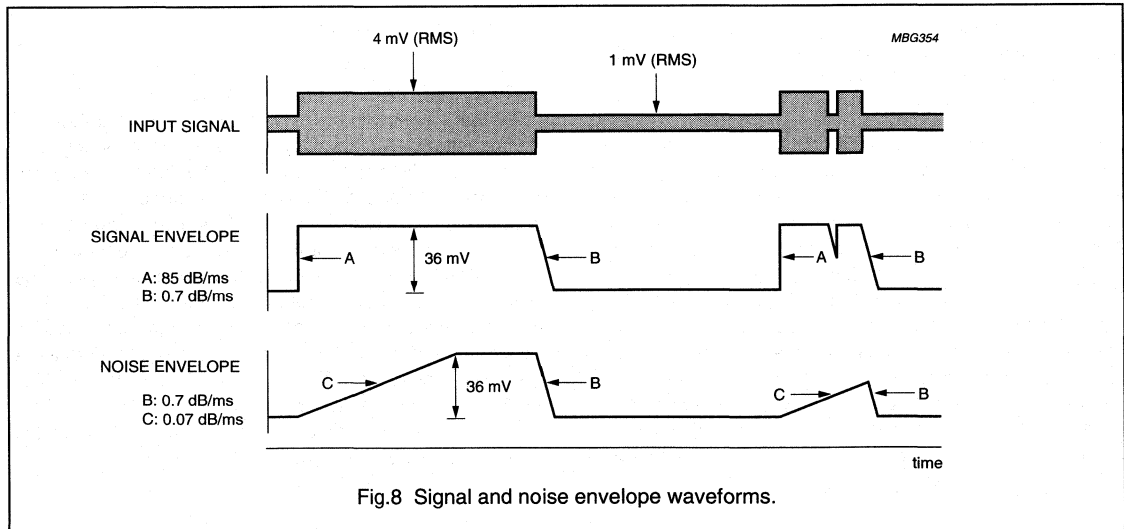 4 mV (RMS)
MBG354
1 mV (RMS)
INPUT SIGNAL
SIGNAL ENVELOPE
A: 85 dB/ms
B: 0.7 dB/ms
A
36 mV
B
A
B
NOISE ENVELOPE
B: 0.7 dB/ms
C: 0.07 dB/ms
C
36 mV
B
C
B
time
Fig.8 Signal and noise envelope waveforms.